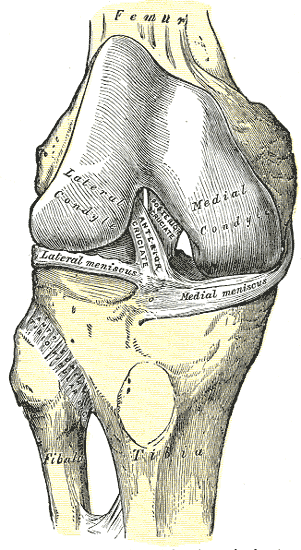 Femur
Lateral
Condyle
Medial
Condyle
POSTERIOR
CRUCIATE
ANTERIOR
CRUCIATE
Lateral meniscus
Medial meniscus
Fibula
Tibia